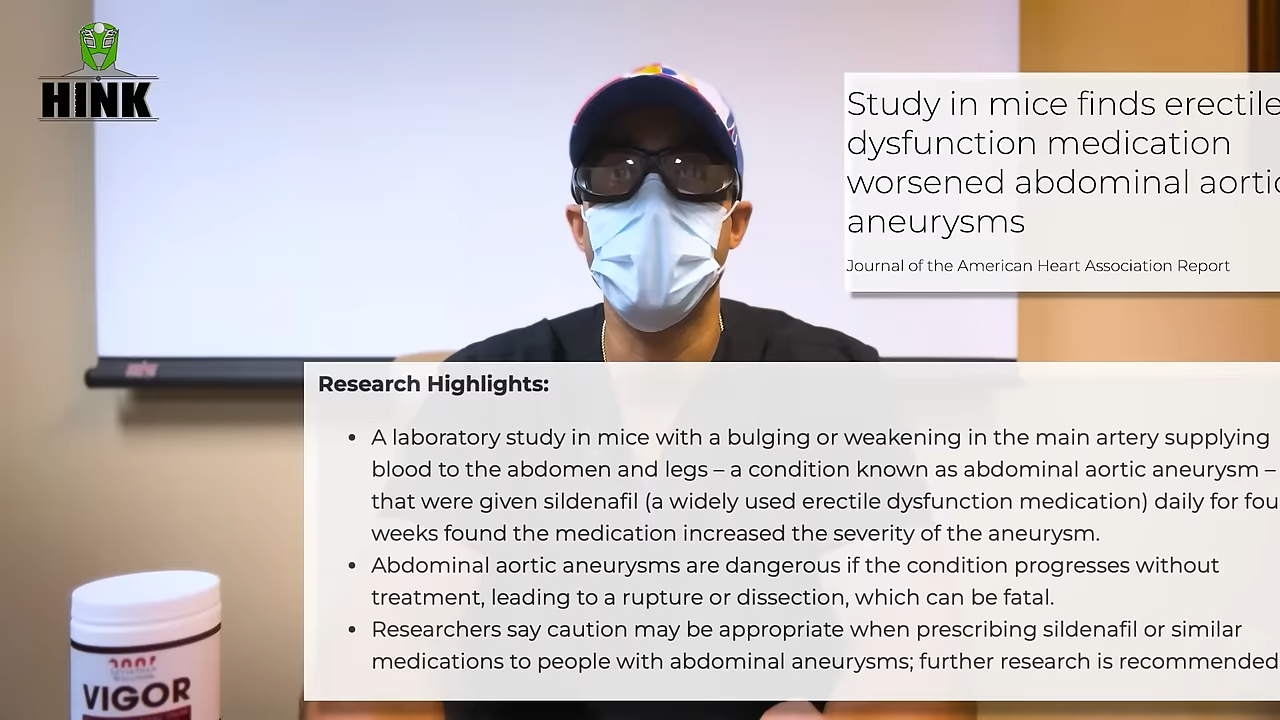 HINK
Study in mice finds erectile
dysfunction medication
worsened abdominal aortic
aneurysms
Journal of the American Heart Association Report
Research Highlights:
• A laboratory study in mice with a bulging or weakening in the main artery supplying
blood to the abdomen and legs – a condition known as abdominal aortic aneurysm –
that were given sildenafil (a widely used erectile dysfunction medication) daily for fou
weeks found the medication increased the severity of the aneurysm.
• Abdominal aortic aneurysms are dangerous if the condition progresses without
treatment, leading to a rupture or dissection, which can be fatal.
• Researchers say caution may be appropriate when prescribing sildenafil or similar
medications to people with abdominal aneurysms; further research is recommended
VIGOR